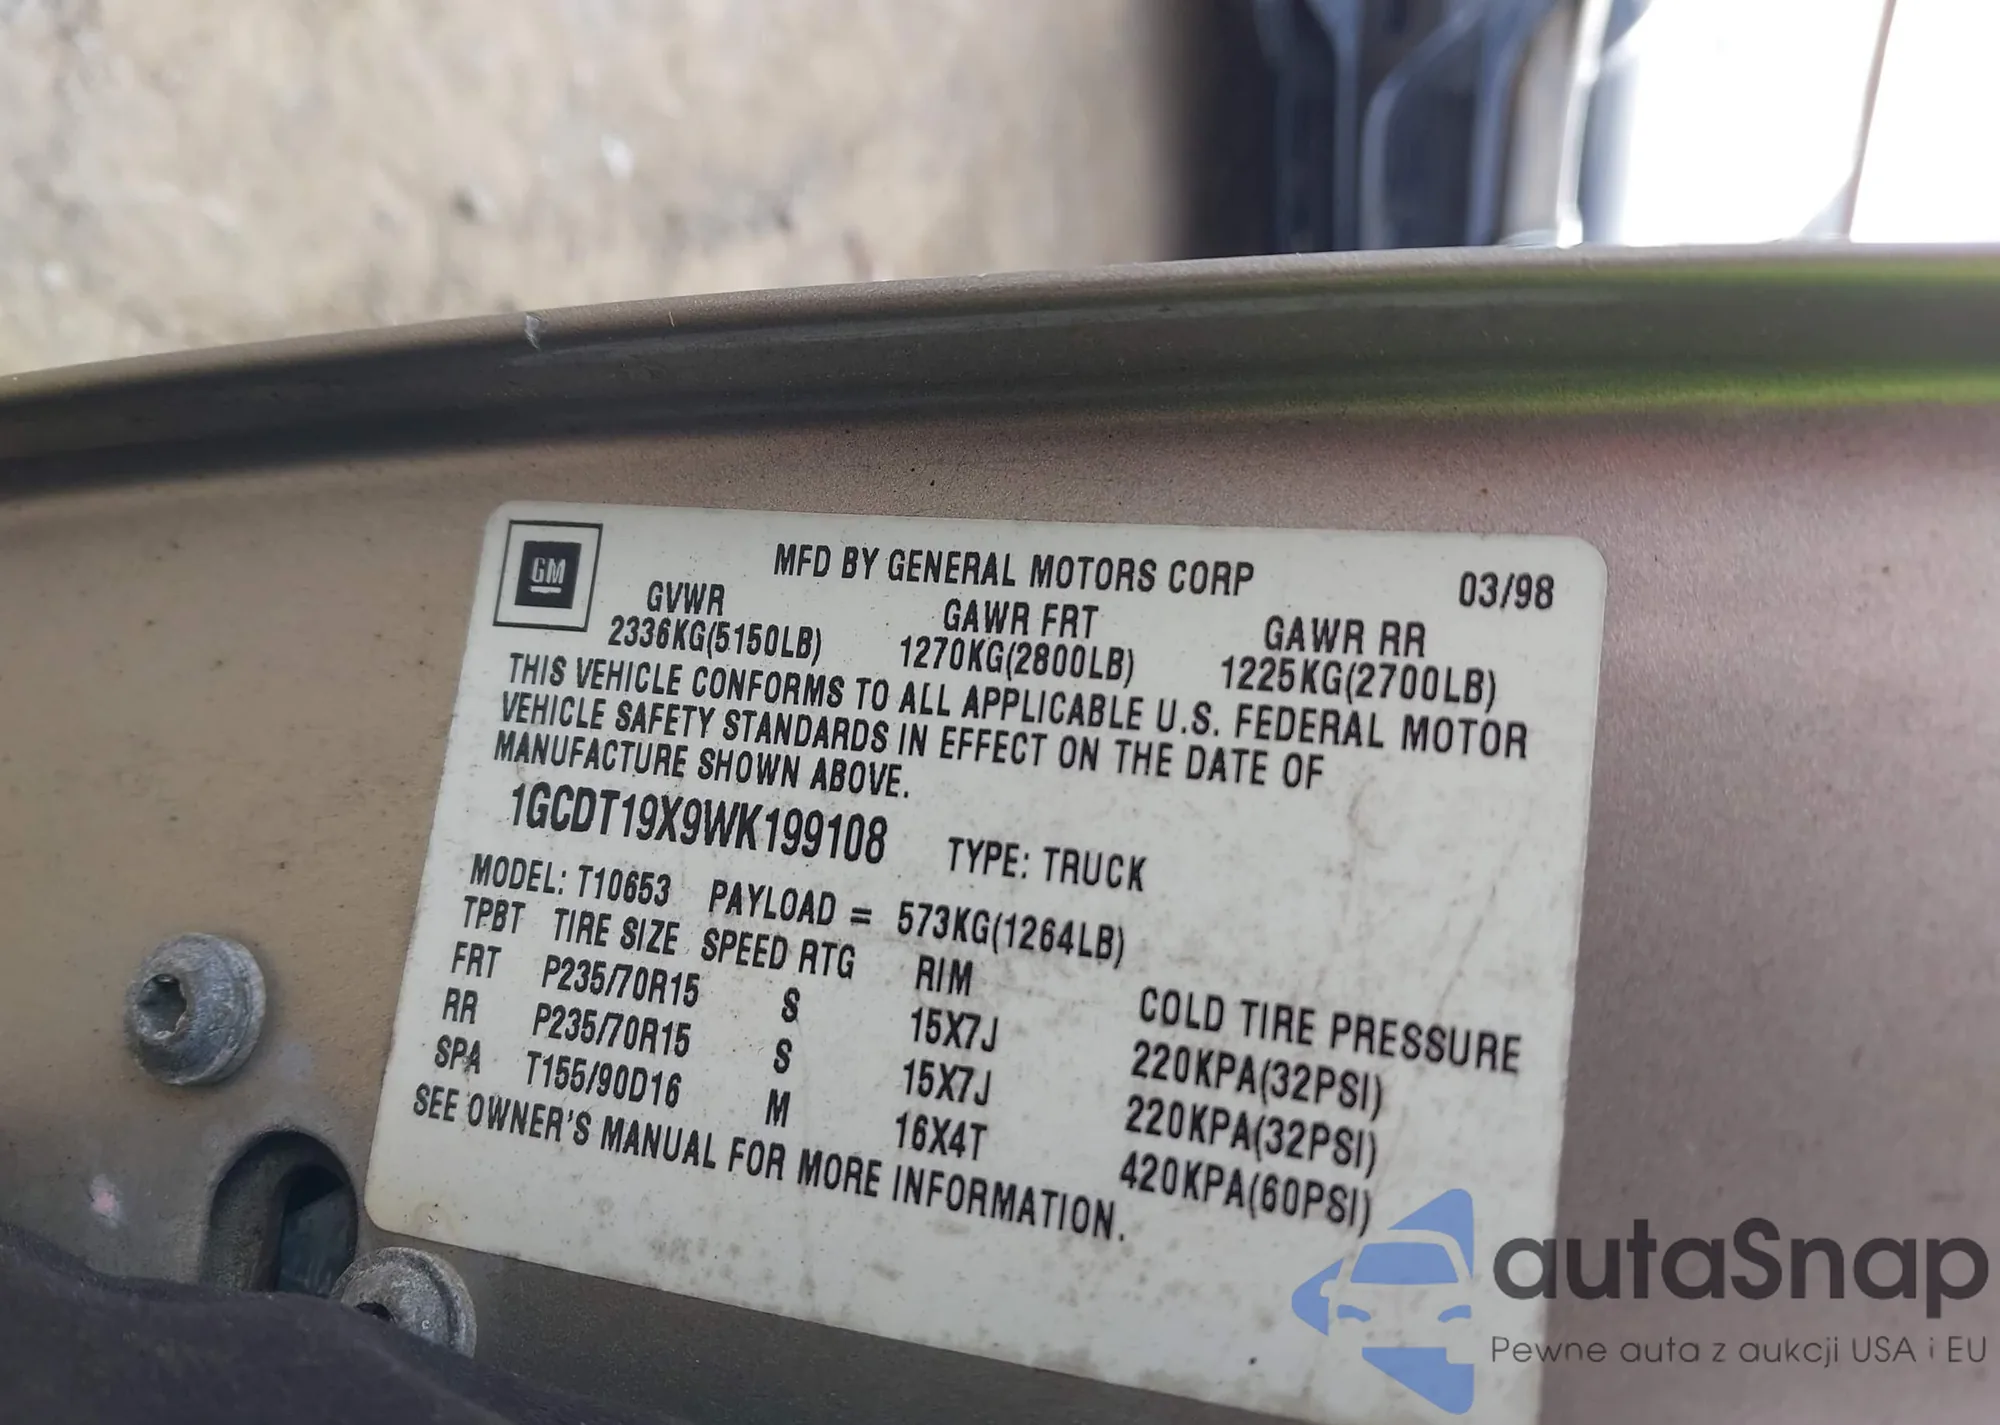 GM
MFD BY GENERAL MOTORS CORP 03/98
GVWR GAWR FRT GAWR RR
2336KG(5150LB) 1270KG(2800LB) 1225KG(2700LB)
THIS VEHICLE CONFORMS TO ALL APPLICABLE U.S. FEDERAL MOTOR
VEHICLE SAFETY STANDARDS IN EFFECT ON THE DATE OF
MANUFACTURE SHOWN ABOVE.
1GCDT19X9WK199108 TYPE: TRUCK
MODEL: T10653 PAYLOAD = 573KG(1264LB)
TPBT TIRE SIZE SPEED RTG RIM COLD TIRE PRESSURE
FRT P235/70R15 S 15X7J 220KPA(32PSI)
RR P235/70R15 S 15X7J 220KPA(32PSI)
SPA T155/90D16 M 16X4T 420KPA(60PSI)
SEE OWNER'S MANUAL FOR MORE INFORMATION.
autaSnap
Pewne auta z aukcji USA i EU